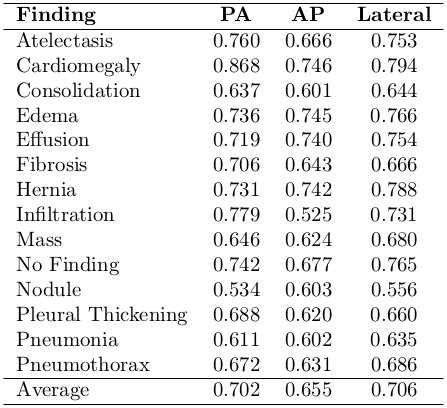 Finding PA AP Lateral
Atelectasis 0.760 0.666 0.753
Cardiomegaly 0.868 0.746 0.794
Consolidation 0.637 0.601 0.644
Edema 0.736 0.745 0.766
Effusion 0.719 0.740 0.754
Fibrosis 0.706 0.643 0.666
Hernia 0.731 0.742 0.788
Infiltration 0.779 0.525 0.731
Mass 0.646 0.624 0.680
No Finding 0.742 0.677 0.765
Nodule 0.534 0.603 0.556
Pleural Thickening 0.688 0.620 0.660
Pneumonia 0.611 0.602 0.635
Pneumothorax 0.672 0.631 0.686
Average 0.702 0.655 0.706